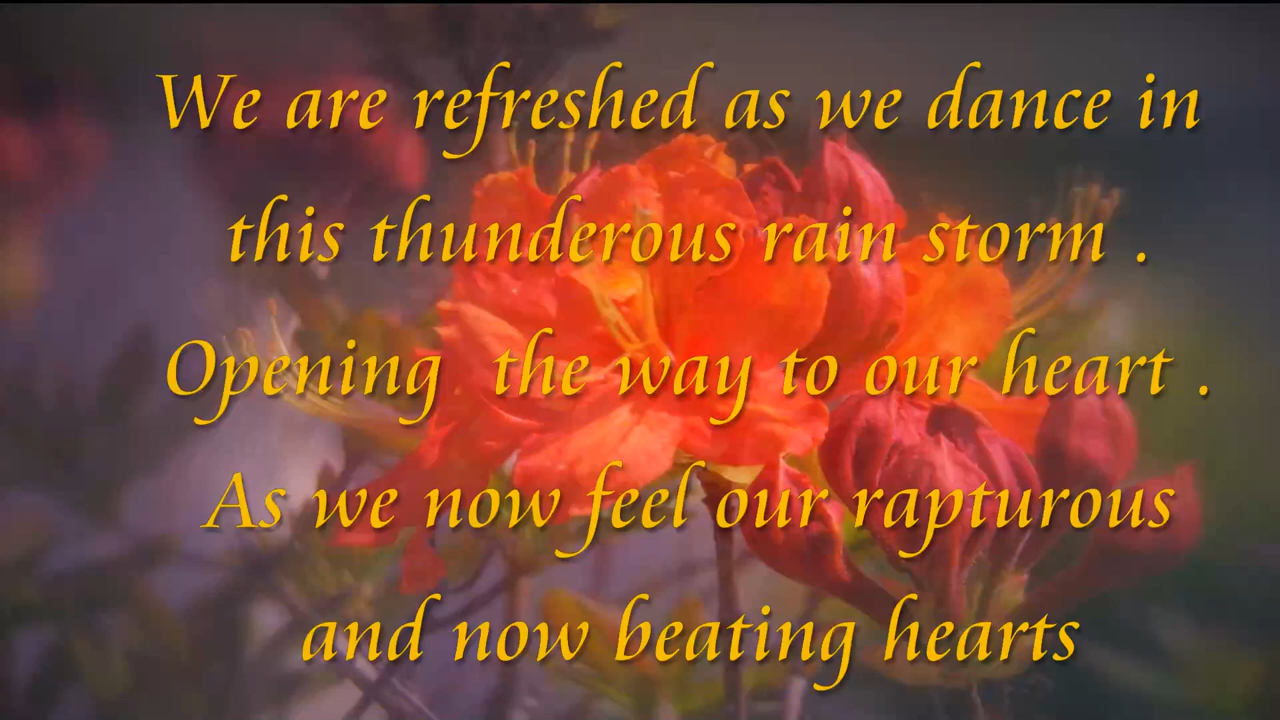 We are refreshed as we dance in
this thunderous rain storm .
Opening the way to our heart .
As we now feel our rapturous
and now beating hearts